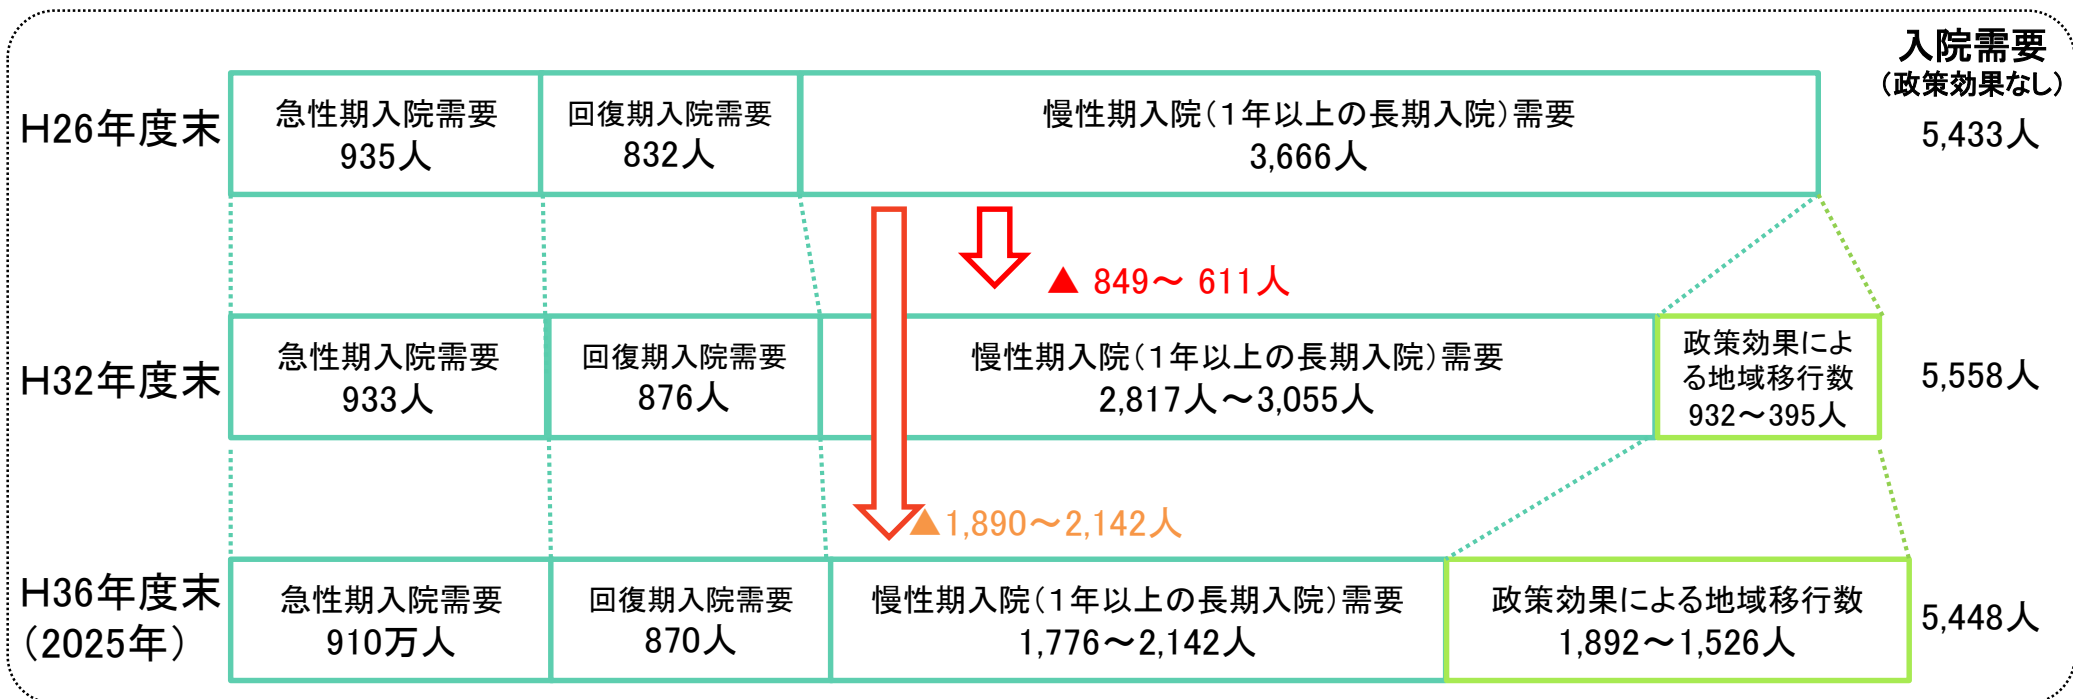 入院需要
（政策効果なし）
H26年度末
急性期入院需要
935人
回復期入院需要
832人
慢性期入院（１年以上の長期入院）需要
3,666人
5,433人
▲ 849～ 611人
H32年度末
急性期入院需要
933人
回復期入院需要
876人
慢性期入院（１年以上の長期入院）需要
2,817人～3,055人
政策効果によ
る地域移行数
932～395人
5,558人
▲1,890～2,142人
H36年度末
（2025年）
急性期入院需要
910万人
回復期入院需要
870人
慢性期入院（１年以上の長期入院）需要
1,776～2,142人
政策効果による地域移行数
1,892～1,526人
5,448人